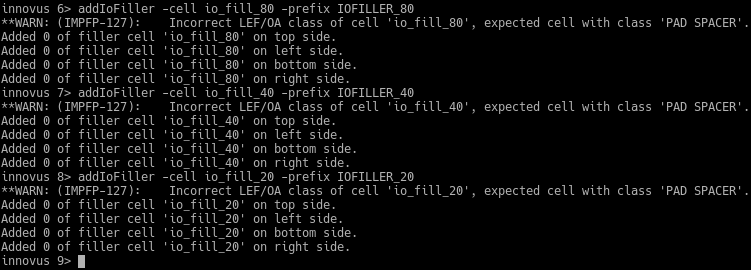 innovus 6> addIoFiller -cell io_fill_80 -prefix IOFILLER_80
**WARN: (IMPFP-127):    Incorrect LEF/OA class of cell 'io_fill_80', expected cell with class 'PAD SPACER'.
Added 0 of filler cell 'io_fill_80' on top side.
Added 0 of filler cell 'io_fill_80' on left side.
Added 0 of filler cell 'io_fill_80' on bottom side.
Added 0 of filler cell 'io_fill_80' on right side.
innovus 7> addIoFiller -cell io_fill_40 -prefix IOFILLER_40
**WARN: (IMPFP-127):    Incorrect LEF/OA class of cell 'io_fill_40', expected cell with class 'PAD SPACER'.
Added 0 of filler cell 'io_fill_40' on top side.
Added 0 of filler cell 'io_fill_40' on left side.
Added 0 of filler cell 'io_fill_40' on bottom side.
Added 0 of filler cell 'io_fill_40' on right side.
innovus 8> addIoFiller -cell io_fill_20 -prefix IOFILLER_20
**WARN: (IMPFP-127):    Incorrect LEF/OA class of cell 'io_fill_20', expected cell with class 'PAD SPACER'.
Added 0 of filler cell 'io_fill_20' on top side.
Added 0 of filler cell 'io_fill_20' on left side.
Added 0 of filler cell 'io_fill_20' on bottom side.
Added 0 of filler cell 'io_fill_20' on right side.
innovus 9>